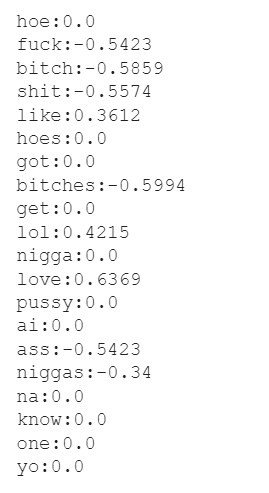 hoe:0.0
fuck:-0.5423
bitch:-0.5859
shit:-0.5574
like:0.3612
hoes:0.0
got:0.0
bitches:-0.5994
get:0.0
lol:0.4215
nigga:0.0
love:0.6369
pussy:0.0
ai:0.0
ass:-0.5423
niggas:-0.34
na:0.0
know:0.0
one:0.0
yo:0.0